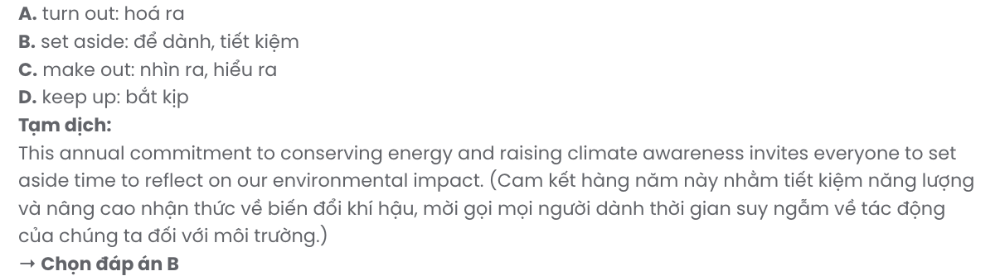 A. turn out: hoá ra
B. set aside: để dành, tiết kiệm
C. make out: nhìn ra, hiểu ra
D. keep up: bắt kịp
Tạm dịch:
This annual commitment to conserving energy and raising climate awareness invites everyone to set
aside time to reflect on our environmental impact. (Cam kết hàng năm này nhằm tiết kiệm năng lượng
và nâng cao nhận thức về biến đổi khí hậu, mời gọi mọi người dành thời gian suy ngẫm về tác động
của chúng ta đối với môi trường.)
→ Chọn đáp án B